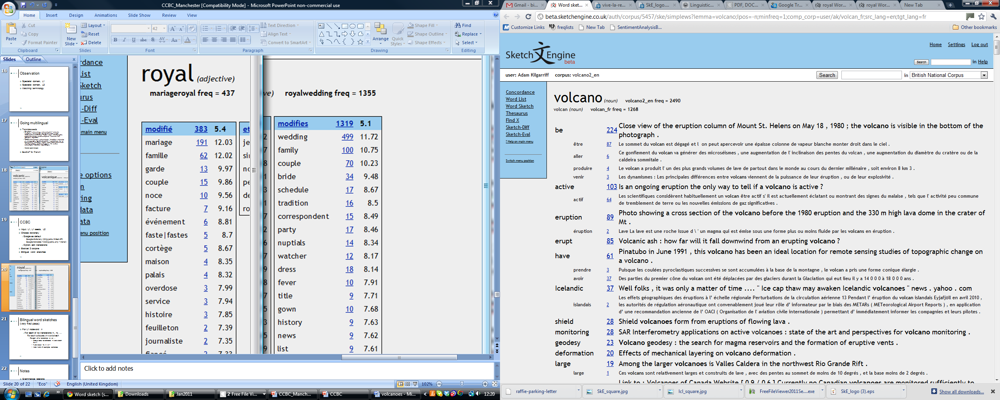 CCBC_Manchester [Compatibility Mode] - Microsoft PowerPoint non-commercial use
Home Insert Design Animations Slide Show Review View
Paste
Cut
Copy
Format Painter
Clipboard
New Slide
Layout
Reset
Delete
Slides
42
B I U abc S AV Aa A
Font
Text Direction
Align Text
Convert to SmartArt
Paragraph
Arrange
Quick Styles
Shape Fill
Shape Outline
Shape Effects
Drawing
Find
Replace
Select
Editing
Slides Outline
16
Observation
Specialist domain, L1
Specialist domain, L2
Matching terminology
17
Going multilingual
Translate seeds
BootCaT for French
18
volcanic
volcanique
19
CCBC
Input: L1, L1 seeds, L2
Choose dictionary
Google as default
Option: edit translations
Bootcat 2 corpora
Bilingual word sketches
20
royal
21
Bilingual word sketches
(very first pass)
For L1 nodeword n
22
Notes
Grammatical relations
rdance
ist
Sketch
urus
-Diff
-Eval
main menu
e options
n
ring
data
ata
enu position
royal (adjective)
mariageroyal freq = 437
modifié 383 5.4
mariage 191 12.03
famille 62 12.02
garde 13 9.97
couple 15 9.86
noce 10 9.56
facture 7 9.16
événement 6 8.81
faste|fastes 5 8.7
cortège 5 8.67
maison 4 8.35
palais 4 8.32
overdose 3 7.99
service 3 7.94
histoire 3 7.85
feuilleton 2 7.39
journaliste 2 7.35
et
je
si
no
pe
de
ro
ve) royalwedding freq = 1355
modifies 1319 5.1
wedding 499 11.72
family 100 10.75
couple 70 10.23
bride 34 9.48
schedule 17 8.67
tradition 16 8.5
correspondent 15 8.49
party 17 8.46
nuptials 14 8.34
watcher 12 8.17
dress 18 8.14
fever 10 7.91
title 9 7.71
gown 10 7.68
history 9 7.63
news 9 7.62
list 9 7.61
Click to add notes
Slide 20 of 22 "Eco" English (United Kingdom) 102%
Word sketch (s... Downloads Jan2011 2 Free File Vi... CCBC_Manch... CCBC volcanoes - Mi... 12:20
Gmail - bi... Word sket... vive-la-re... SkE_logo.... Linguistic... PDF, DOC... Google Tr... royal Wor... royal Wor... New Tab
beta.sketchengine.co.uk/auth/corpus/5457/ske/simplews?lemma=volcano;lpos=-n;minfreq=1;comp_corp=user/ak/volcan_fr;src_lang=en;tgt_lang=fr
Customize Links freqlists New Tab SentimentAnalysisB... Other bookmarks
Sketch Engine beta
Home Settings Log out
Search in Help
user: Adam Kilgarriff corpus: volcano2_en Search in British National Corpus
Concordance
Word List
Word Sketch
Thesaurus
Find X
Sketch-Diff
Sketch-Eval
? Help on main menu
Switch menu position
volcano (noun) volcano2_en freq = 2490
volcan (noun) volcan_fr freq = 1268
be 224 Close view of the eruption column of Mount St. Helens on May 18 , 1980 ; the volcano is visible in the bottom of the
photograph .
être 87 Le sommet du volcan est dégagé et l on peut apercevoir une épaisse colonne de vapeur blanche monter droit dans le ciel .
aller 6 Ce gonflement du volcan va générer des microséismes , une augmentation de l' inclinaison des pentes du volcan , une augmentation du diamètre du cratère ou de la
caldeira sommitale .
produire 4 Le volcan a produit l' un des plus grands volumes de lave de partout dans le monde au cours du dernier millénaire , soit environ 8 km 3 .
venir 3 Les dynamismes : Les principales différences entre volcans viennent de la puissance de leur éruption , ou de leur explosivité .
active 103 Is an ongoing eruption the only way to tell if a volcano is active ?
actif 64 Les scientifiques considèrent habituellement un volcan être actif s' il est actuellement éclatant ou montrant des signes du malaise , tels que l' activité peu commune
de tremblement de terre ou les nouvelles émissions de gaz significatives .
eruption 89 Photo showing a cross section of the volcano before the 1980 eruption and the 330 m high lava dome in the crater of
Mt .
éruption 2 Lave La lave est une roche issue d \ ' un magma qui est émise sous une forme plus ou moins fluide par les volcans en éruption .
erupt 85 Volcanic ash : how far will it fall downwind from an erupting volcano ?
have 61 Pinatubo in June 1991 , this volcano has been an ideal location for remote sensing studies of topographic change on
a volcano .
prendre 3 Puisque les coulées pyroclastiques successives se sont accumulées à la base de la montagne , le volcan a pris une forme conique élargie .
avoir 37 Des parties du premier cône du volcan ont été déplacées par des glaciers durant la Glaciation qui eut lieu il y a 14 0 0 0 à 18 0 0 0 ans .
Icelandic 37 Well folks , it was only a matter of time .... " Ice cap thaw may awaken Icelandic volcanoes " news . yahoo . com
islandais 2 Les effets géographiques des éruptions à l' échelle régionale Perturbations de la circulation aérienne 13 Pendant l' éruption du volcan islandais Eyjafjöll en avril 2010 ,
les autorités de régulation aéronautique ont convenablement joué leur rôle d' informateur par le biais des METARs ( METeorological Airport Reports ) , en application
d' une recommandation ancienne de l' OACI ( Organisation de l' aviation civile internationale ) permettant d' immédiatement informer les compagnies et leurs pilotes .
shield 28 Shield volcanoes form from eruptions of flowing lava .
monitoring 28 SAR Interferometry applications on active volcanoes : state of the art and perspectives for volcano monitoring .
geodesy 23 Volcano geodesy : the search for magma reservoirs and the formation of eruptive vents .
deformation 20 Effects of mechanical layering on volcano deformation .
large 19 Among the larger volcanoes is Valles Caldera in the northwest Rio Grande Rift .
large 1 Ces volcans sont relativement larges et construits de lave , avec des pentes au sommet de moins de 10 degrés , et la base moins de 2 degrés .
Link to : Volcanoes of Canada Website [ 0.9 / 0.6 ] Currently no Canadian volcanoes are monitored sufficiently to
raffie-parking-letter SkE_square.jpg lcl_square.jpg FreeFileViewer2011Se....exe SkE_logo (3).eps Show all downloads...